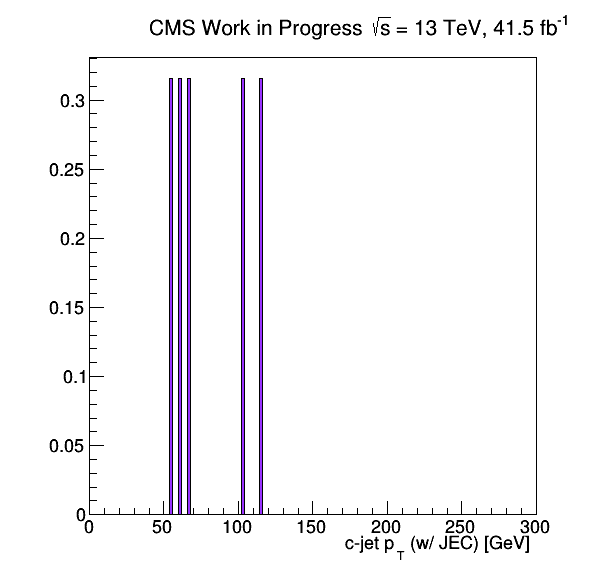 CMS Work in Progress √s = 13 TeV, 41.5 fb⁻¹
0.3
0.25
0.2
0.15
0.1
0.05
0
0 50 100 150 200 250 300
c-jet p_T (w/ JEC) [GeV]